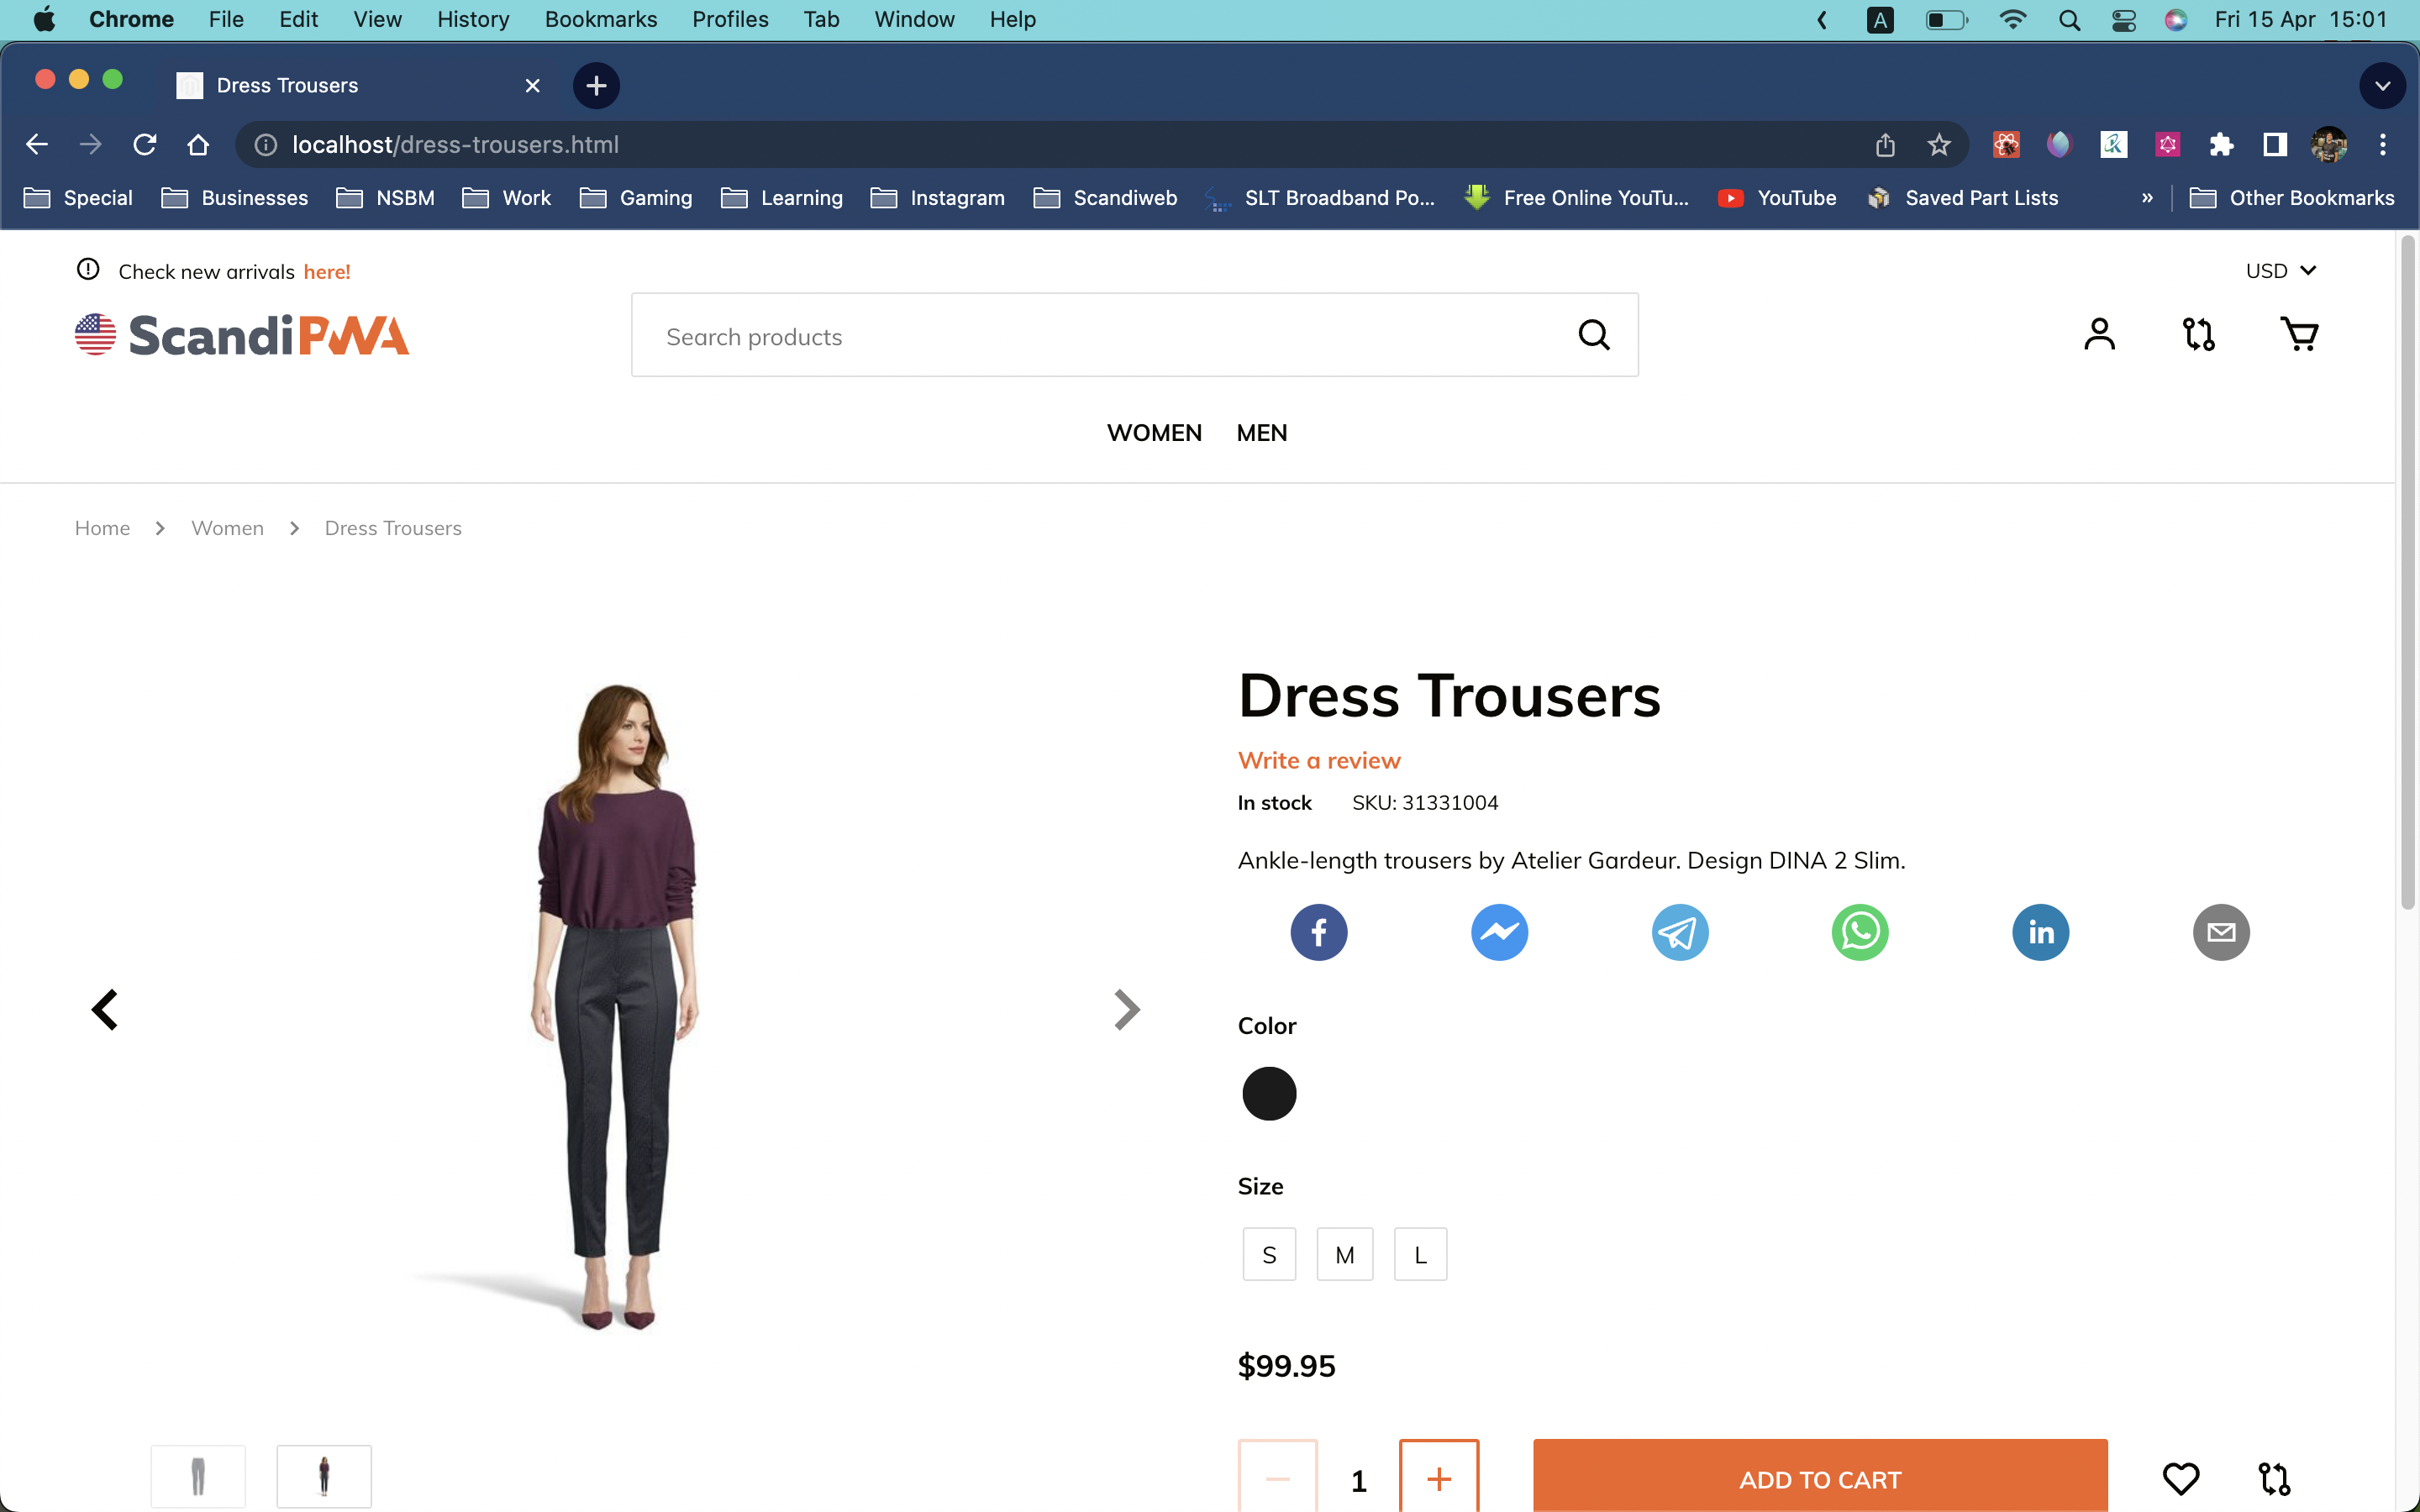 Chrome File Edit View History Bookmarks Profiles Tab Window Help A Fri 15 Apr 15:01
Dress Trousers
localhost/dress-trousers.html
Special Businesses NSBM Work Gaming Learning Instagram Scandiweb SLT Broadband Po... Free Online YouTu... YouTube Saved Part Lists » Other Bookmarks
Check new arrivals here! USD
ScandiPWA Search products
WOMEN MEN
Home Women Dress Trousers
Dress Trousers
Write a review
In stock SKU: 31331004
Ankle-length trousers by Atelier Gardeur. Design DINA 2 Slim.
Color
Size
S M L
$99.95
1 ADD TO CART